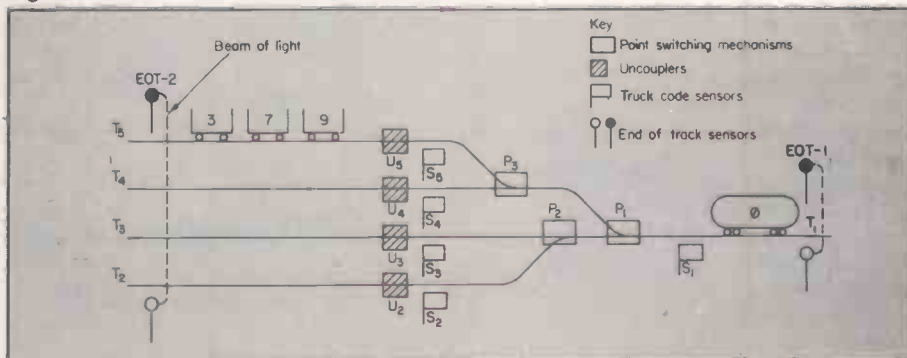 Key
Point switching mechanisms
Uncouplers
Truck code sensors
End of track sensors
Beam of light
EOT-2
3 7 9
T5
U5
S5
P3
EOT-1
T4
U4
S4
P2
P1
Ø
T1
T3
U3
S3
S1
T2
U2
S2